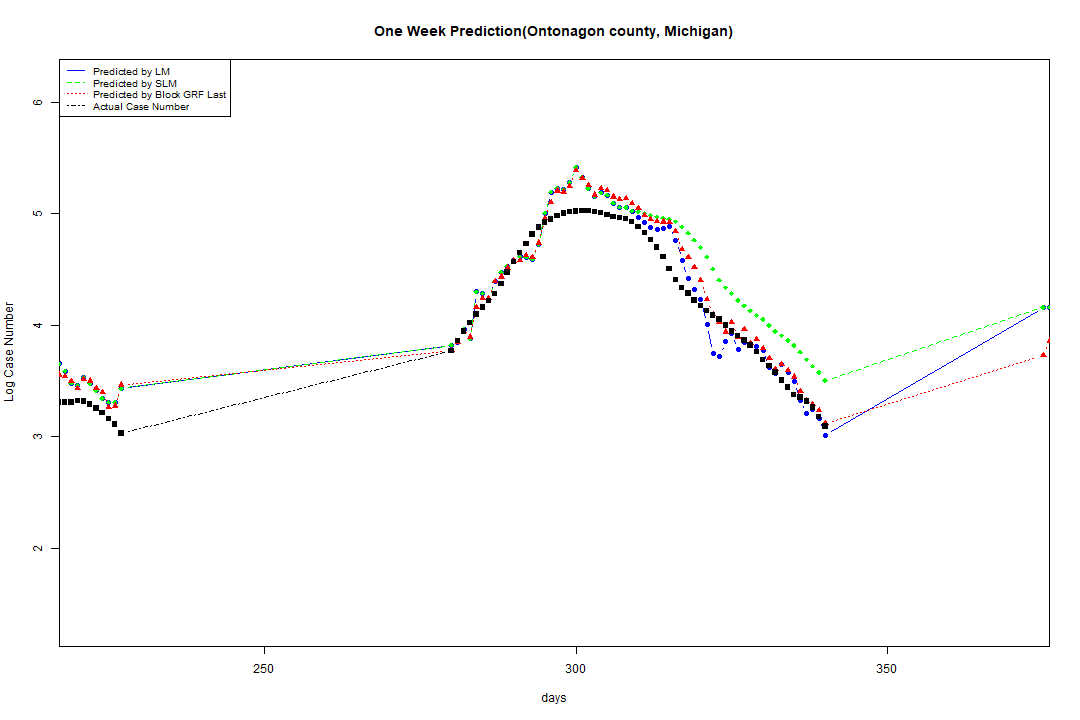 One Week Prediction(Ontonagon county, Michigan)
Predicted by LM
Predicted by SLM
Predicted by Block GRF Last
Actual Case Number
6
5
4
3
2
Log Case Number
250
300
350
days